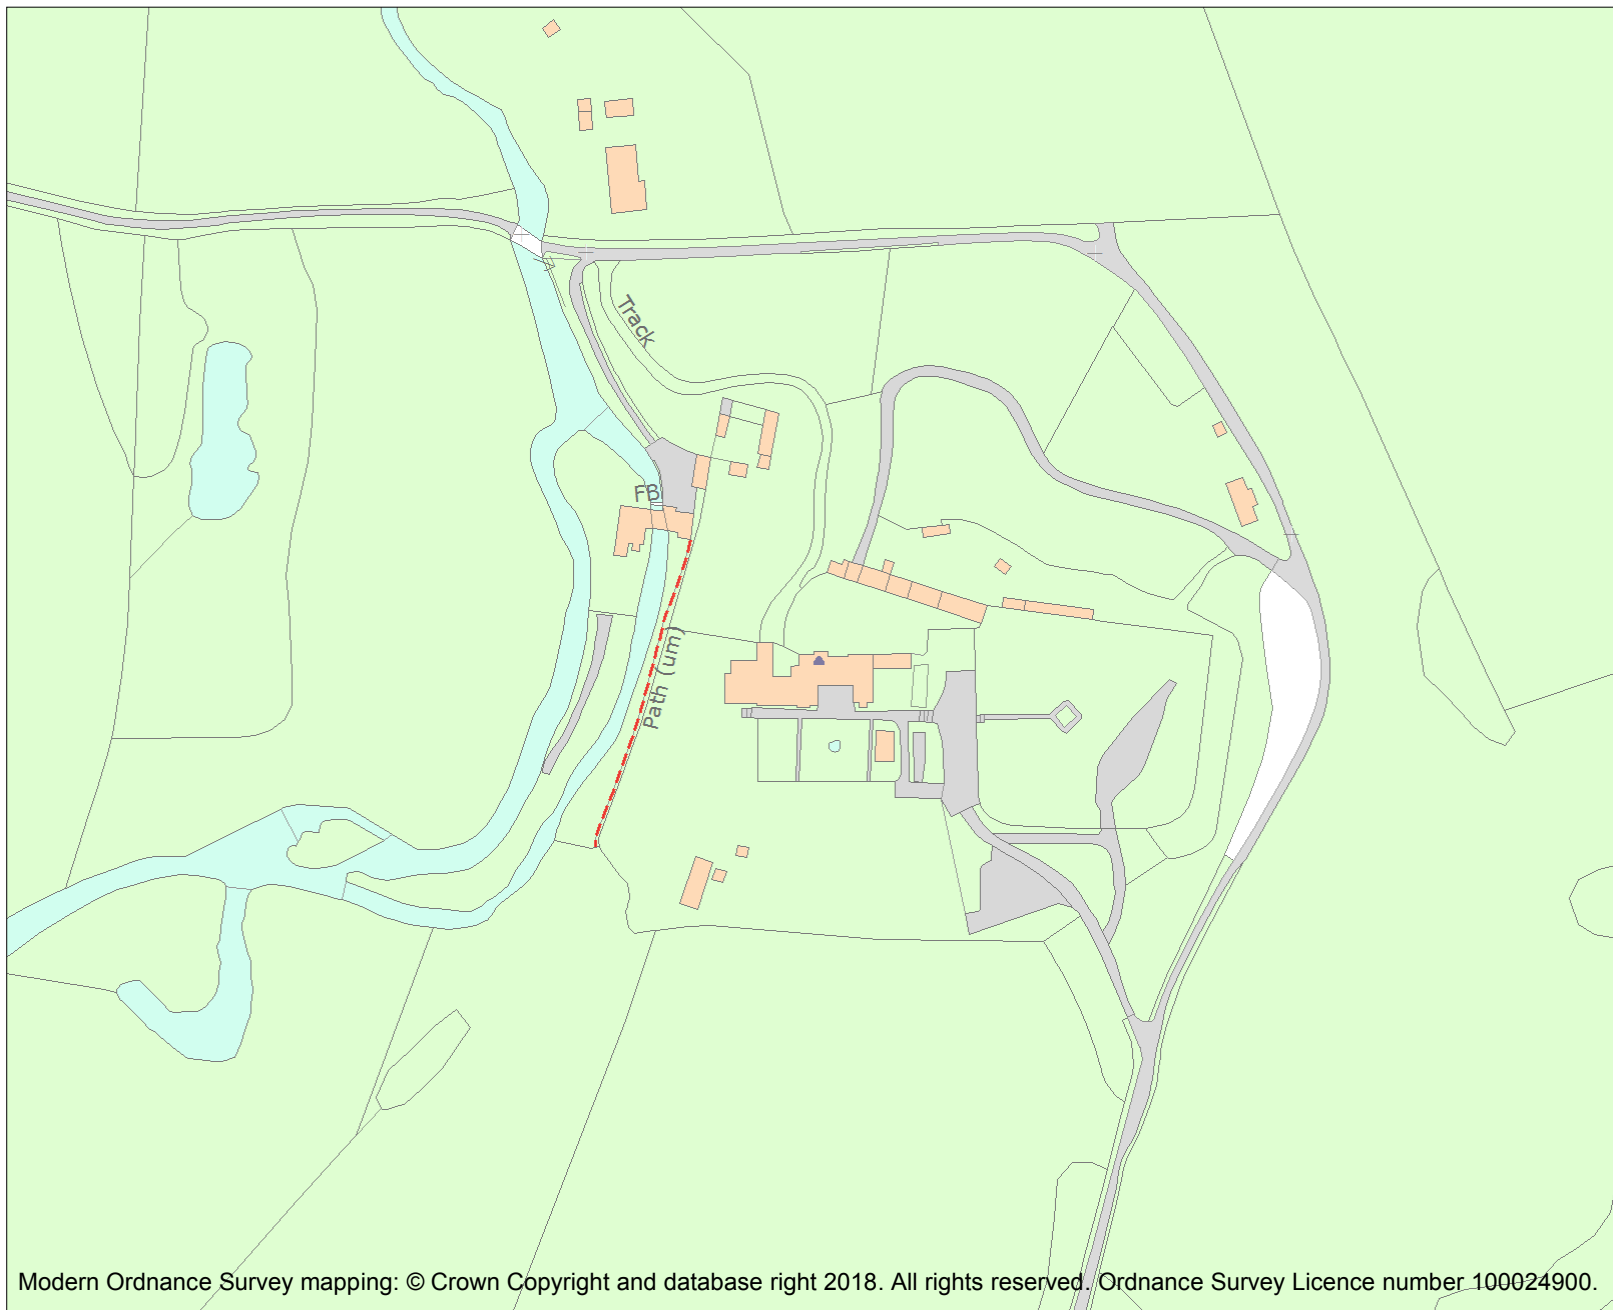 Track
FB
Path (um)
Modern Ordnance Survey mapping: © Crown Copyright and database right 2018. All rights reserved. Ordnance Survey Licence number 100024900.